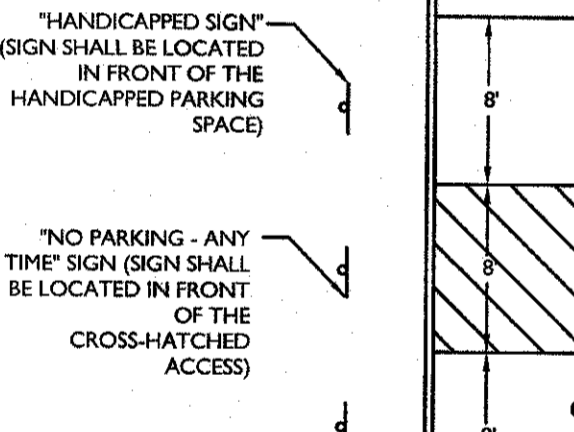 "HANDICAPPED SIGN"
(SIGN SHALL BE LOCATED
IN FRONT OF THE
HANDICAPPED PARKING
SPACE)
8'
"NO PARKING - ANY
TIME" SIGN (SIGN SHALL
BE LOCATED IN FRONT
OF THE
CROSS-HATCHED
ACCESS)
8'